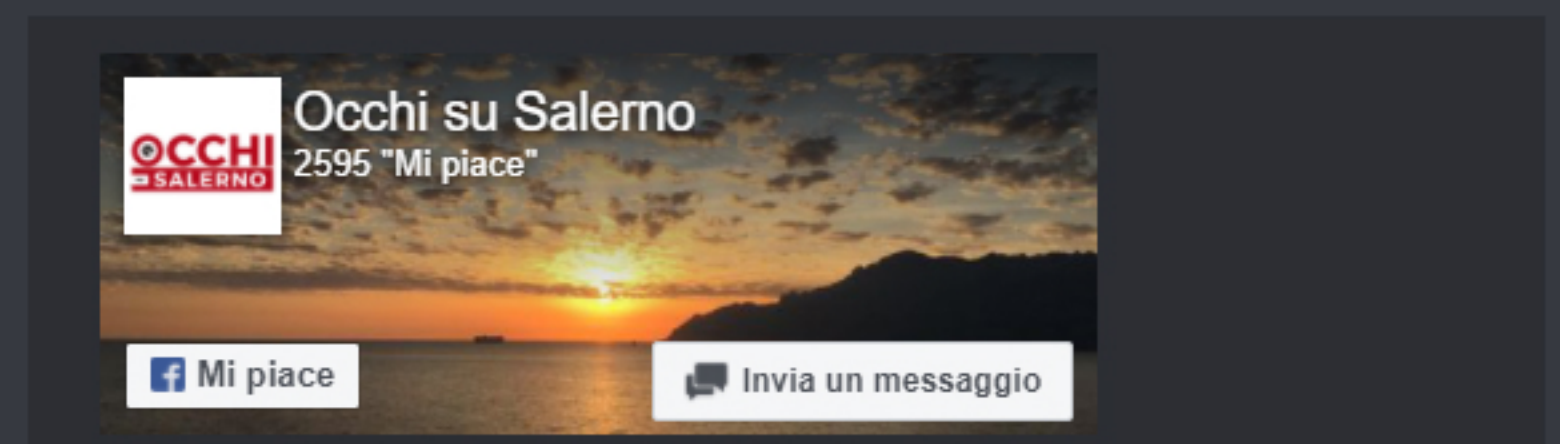 OCCHI
SALERNO
Occhi su Salerno
2595 "Mi piace"
Mi piace
Invia un messaggio